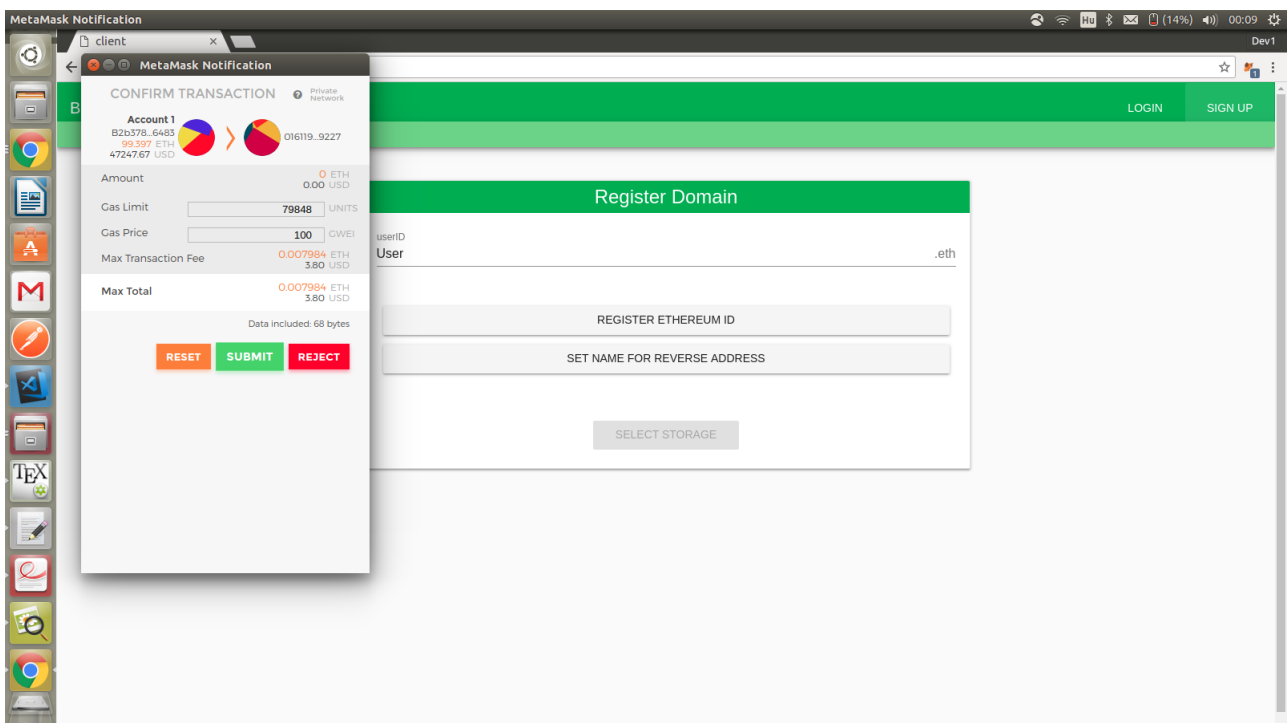 MetaMask Notification
Hu
(14%)
00:09
client
Dev1
MetaMask Notification
1
CONFIRM TRANSACTION
Private
Network
B
LOGIN
SIGN UP
Account 1
B2b378...6483
99.397 ETH
47247.67 USD
016119...9227
Amount
0 ETH
0.00 USD
Gas Limit
79848 UNITS
Gas Price
100 GWEI
Max Transaction Fee
0.007984 ETH
3.80 USD
Max Total
0.007984 ETH
3.80 USD
Data included: 68 bytes
RESET
SUBMIT
REJECT
Register Domain
userID
User
.eth
REGISTER ETHEREUM ID
SET NAME FOR REVERSE ADDRESS
SELECT STORAGE
TEX